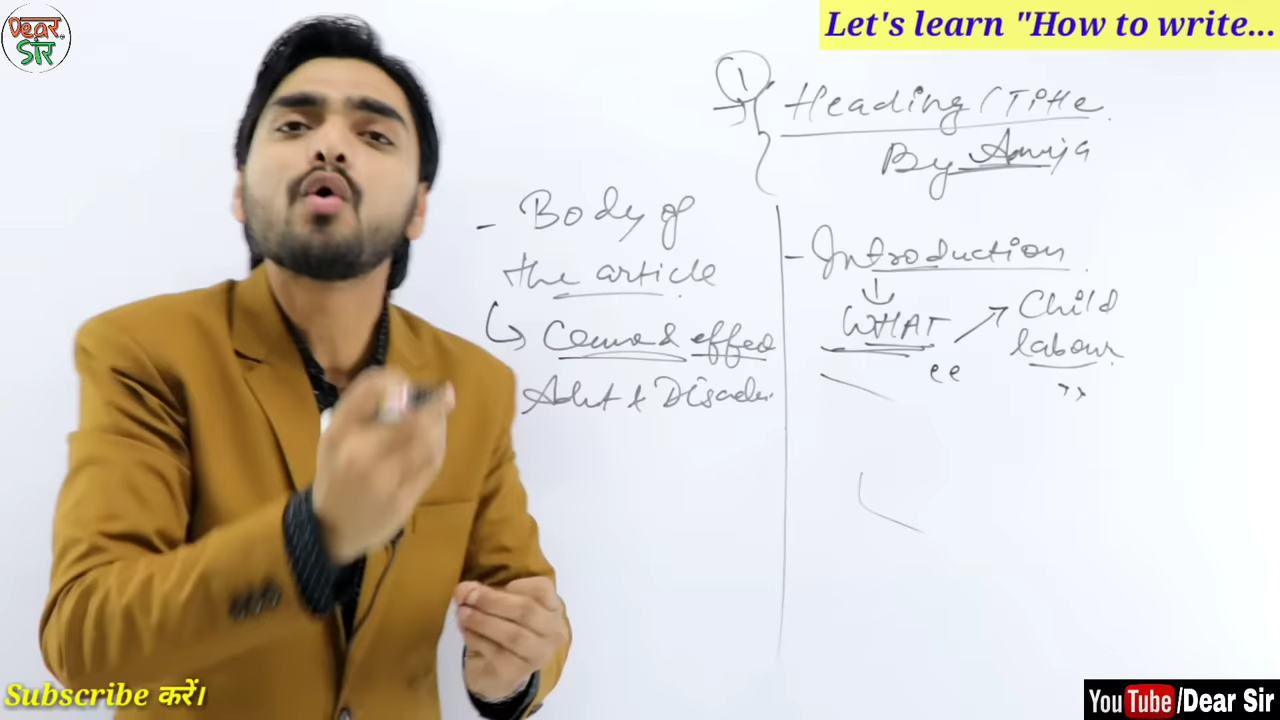 Dear
Sir
Let's learn "How to write...
1
Heading/Title
By Anuja
- Body of
the article
Cause & effect
& Disadv.
- Introduction
WHAT
Child
labour
Subscribe करें।
YouTube/Dear Sir